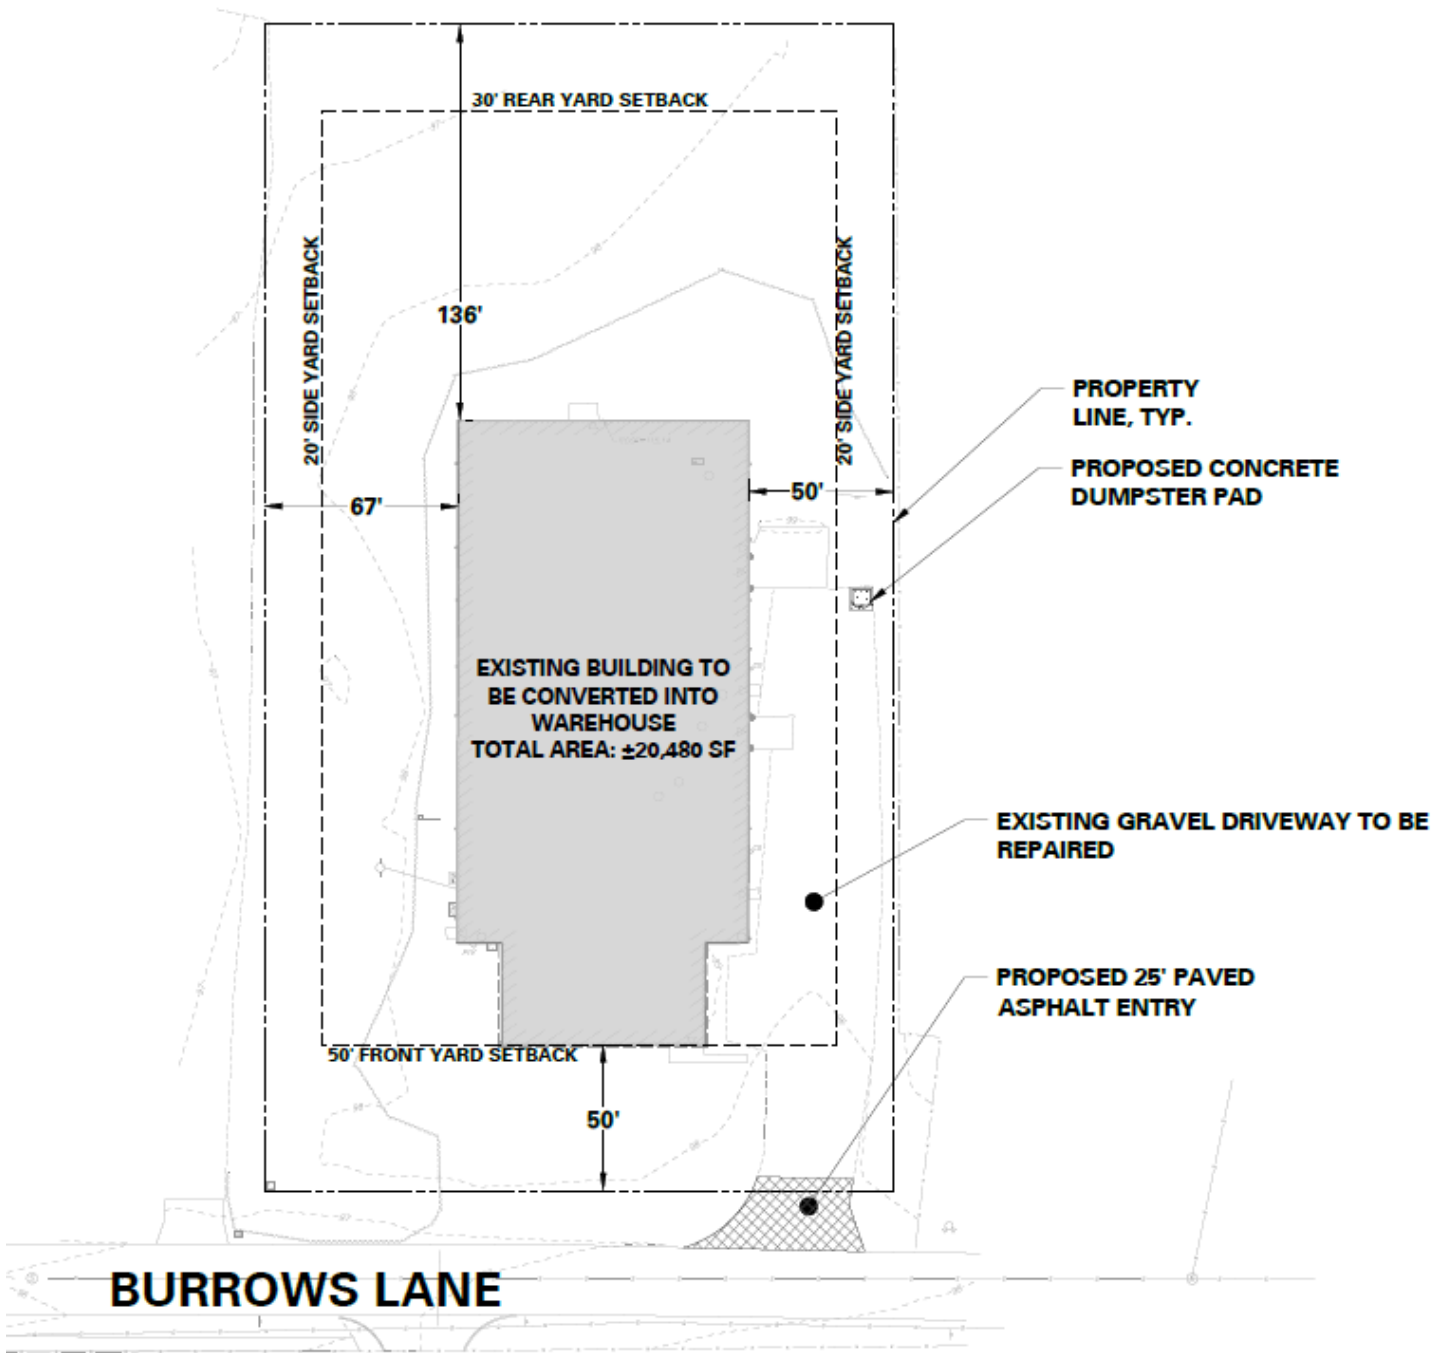 30' REAR YARD SETBACK
20' SIDE YARD SETBACK
20' SIDE YARD SETBACK
136'
PROPERTY
LINE, TYP.
PROPOSED CONCRETE
DUMPSTER PAD
67'
50'
EXISTING BUILDING TO
BE CONVERTED INTO
WAREHOUSE
TOTAL AREA: ±20,480 SF
EXISTING GRAVEL DRIVEWAY TO BE
REPAIRED
PROPOSED 25' PAVED
ASPHALT ENTRY
50' FRONT YARD SETBACK
50'
BURROWS LANE